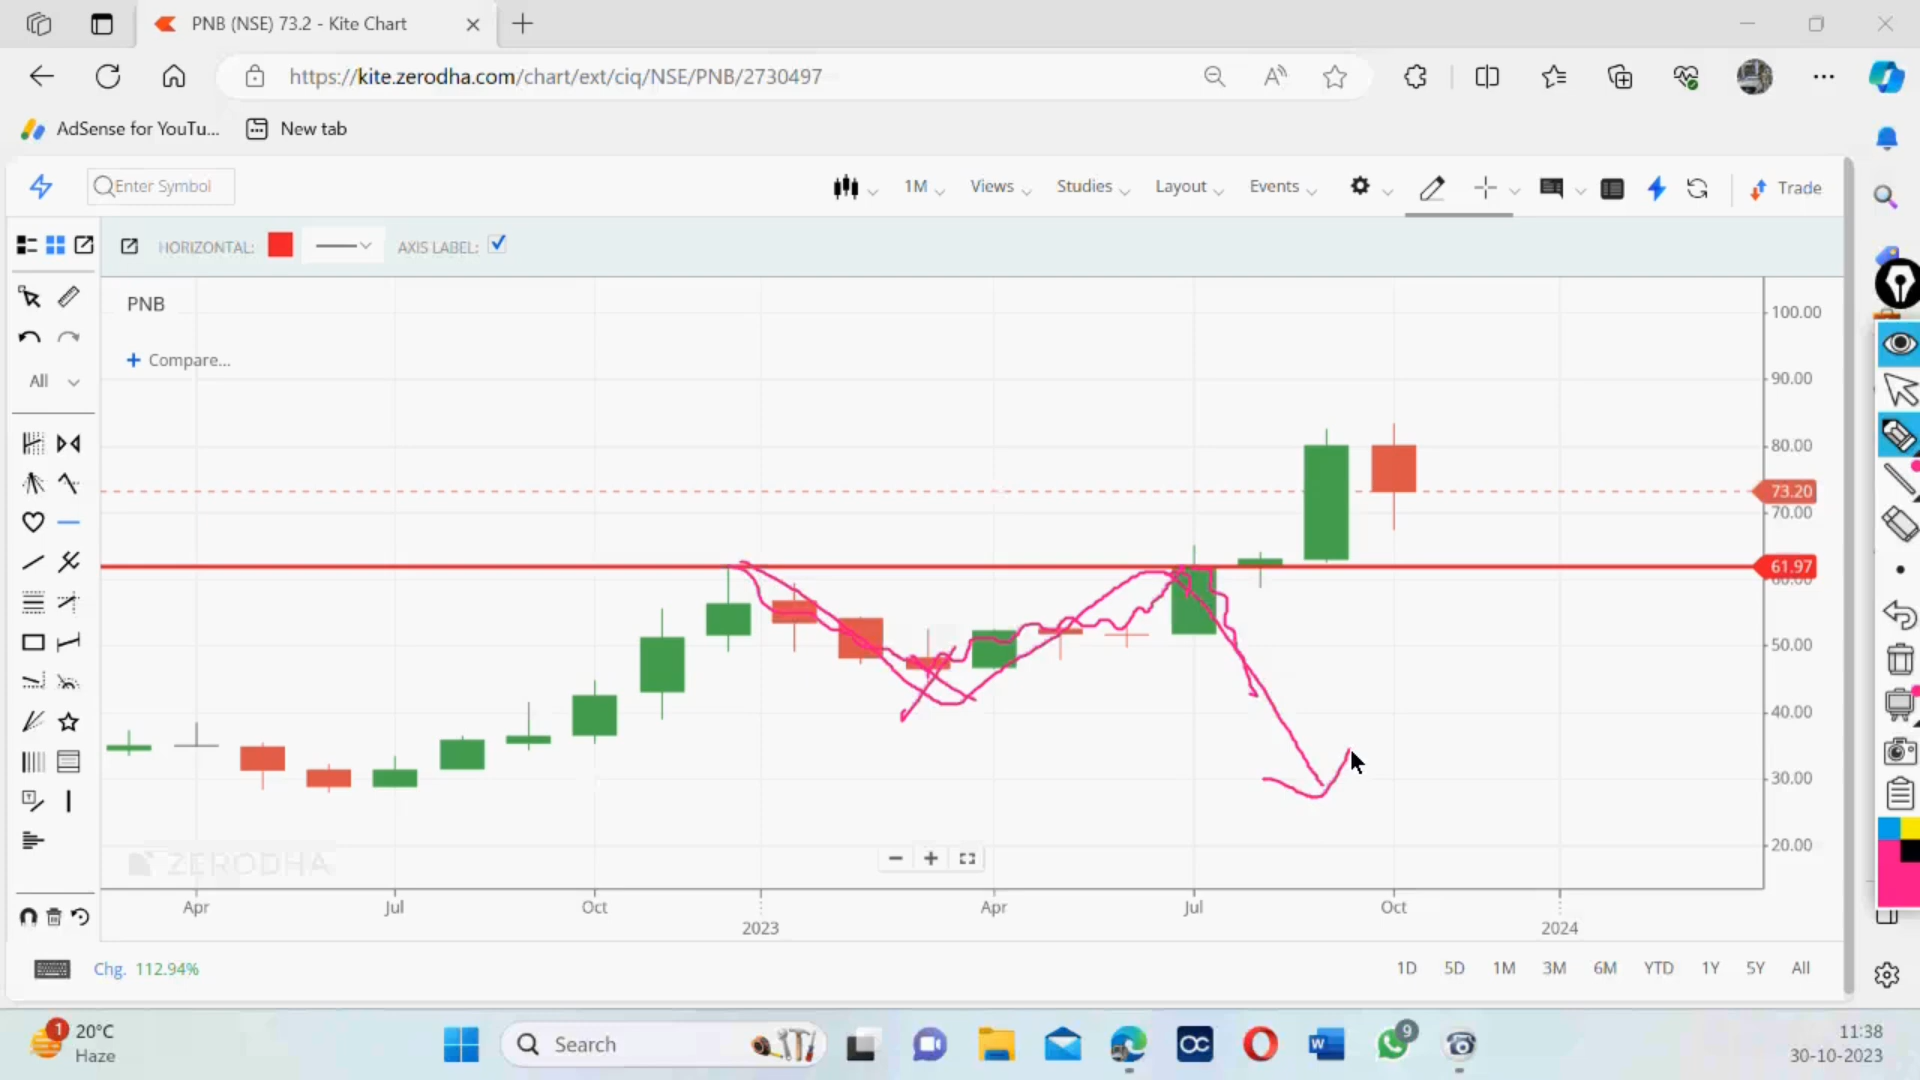 PNB (NSE) 73.2 - Kite Chart
https://kite.zerodha.com/chart/ext/ciq/NSE/PNB/2730497
AdSense for YouTu...
New tab
Enter Symbol
1M
Views
Studies
Layout
Events
Trade
HORIZONTAL:
AXIS LABEL:
PNB
Compare...
All
100.00
90.00
80.00
73.20
70.00
61.97
60.00
50.00
40.00
30.00
20.00
ZERODHA
Apr
Jul
Oct
2023
Apr
Jul
Oct
2024
Chg. 112.94%
1D 5D 1M 3M 6M YTD 1Y 5Y All
1
20°C
Haze
Search
9
11:38
30-10-2023